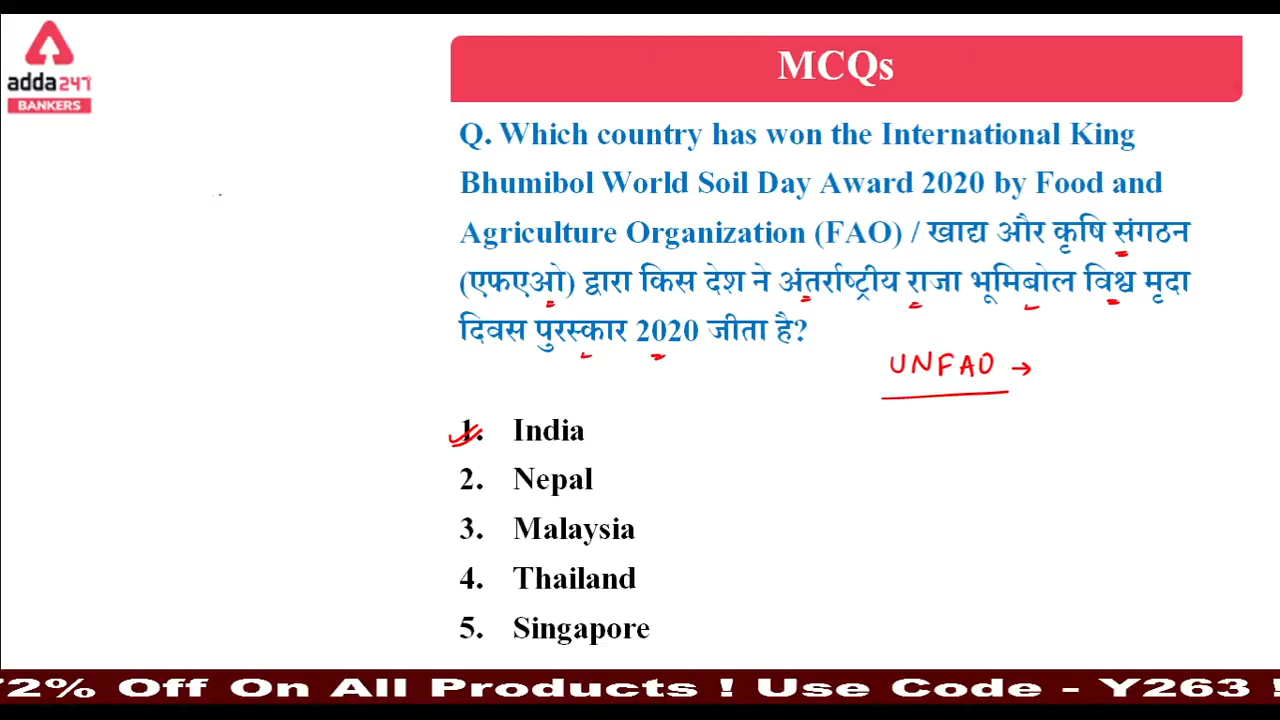 adda247
BANKERS
MCQs
Q. Which country has won the International King
Bhumibol World Soil Day Award 2020 by Food and
Agriculture Organization (FAO) / खाद्य और कृषि संगठन
(एफएओ) द्वारा किस देश ने अंतर्राष्ट्रीय राजा भूमिबोल विश्व मृदा
दिवस पुरस्कार 2020 जीता है?
UNFAO →
1. India
2. Nepal
3. Malaysia
4. Thailand
5. Singapore
72% Off On All Products ! Use Code - Y263 !